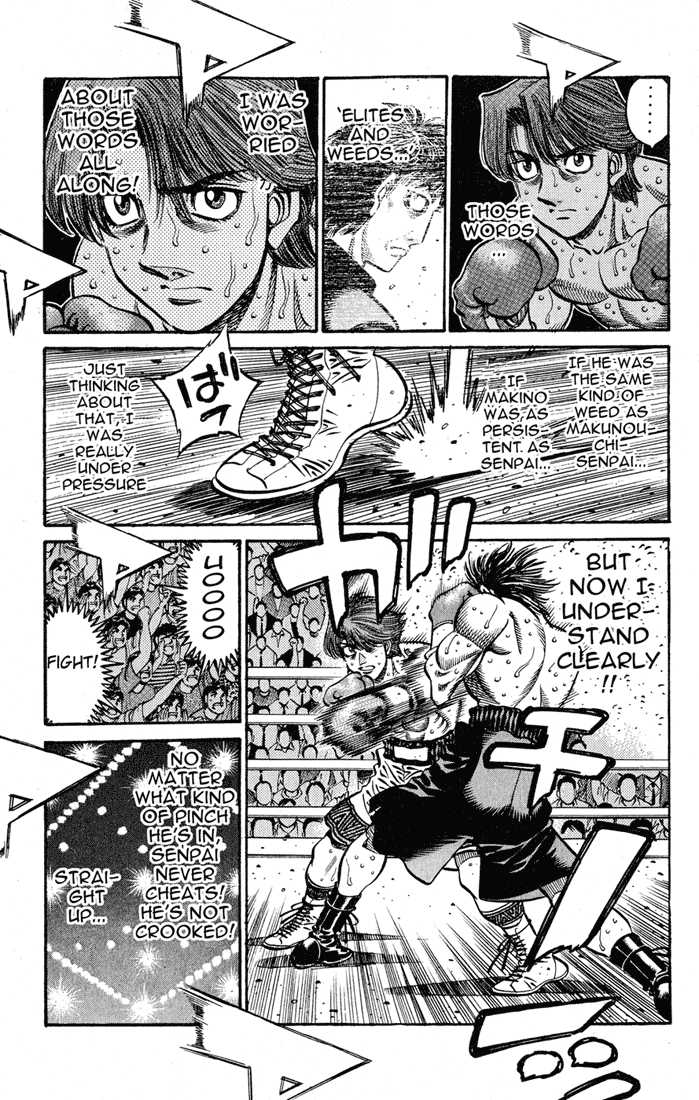 ....
THOSE
WORDS
...
'ELITES
AND
WEEDS...'
I WAS
WOR-
RIED
ABOUT
THOSE
WORDS
ALL
ALONG!
IF HE WAS
THE SAME
KIND OF
WEED AS
MAKUNOU-
CHI
SENPAI...
IF
MAKINO
WAS AS
PERSIS-
TENT AS
SENPAI...
ばっ
JUST
THINKING
ABOUT
THAT, I
WAS
REALLY
UNDER
PRESSURE
BUT
NOW I
UNDER-
STAND
CLEARLY
!!
ガチ
UOOOO
FIGHT!
NO
MATTER
WHAT KIND
OF PINCH
HE'S IN,
SENPAI
NEVER
CHEATS!
HE'S NOT
CROOKED!
STRAI-
GHT
UP...